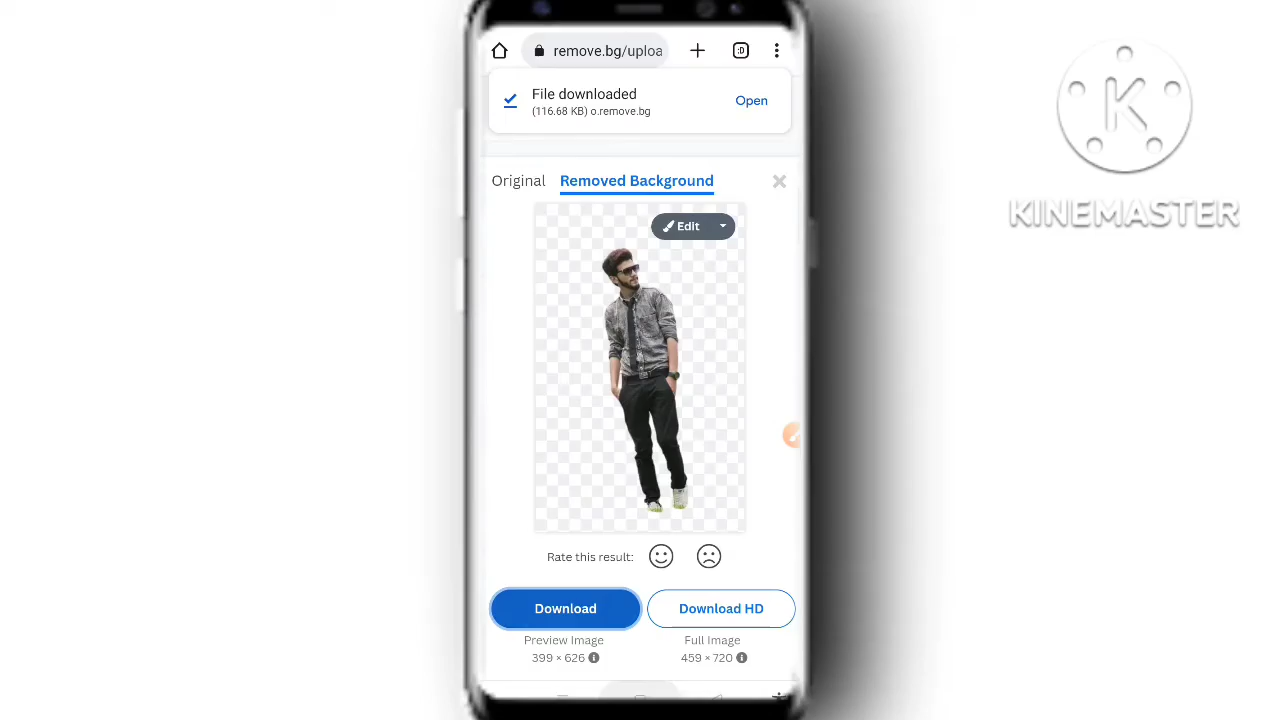 remove.bg/uploa
:D
File downloaded
Open
(116.68 KB) o.remove.bg
Original
Removed Background
Edit
Rate this result:
Download
Download HD
Preview Image
Full Image
399 × 626
459 × 720
K
KINEMASTER